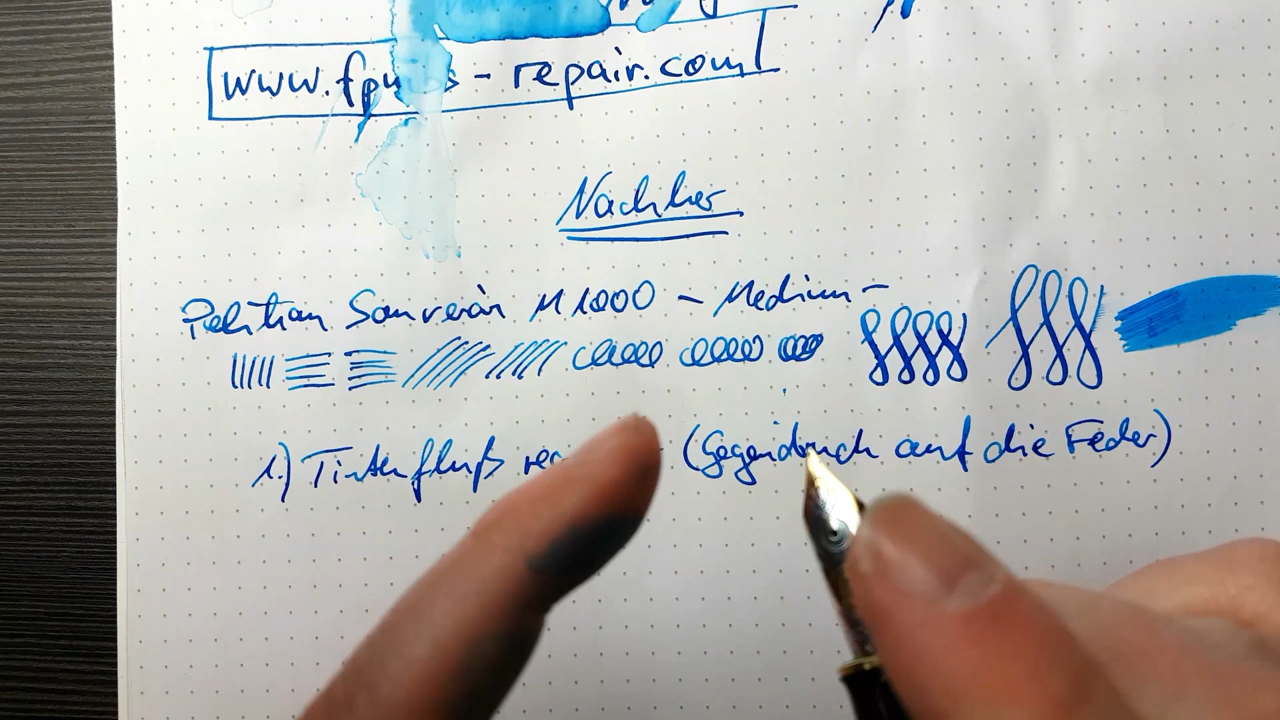 www.fp - repair.com
Nachher
Pelikan Souverän M1000 - Medium -
1.) Tintenfluß (Gegendruck auf die Feder)